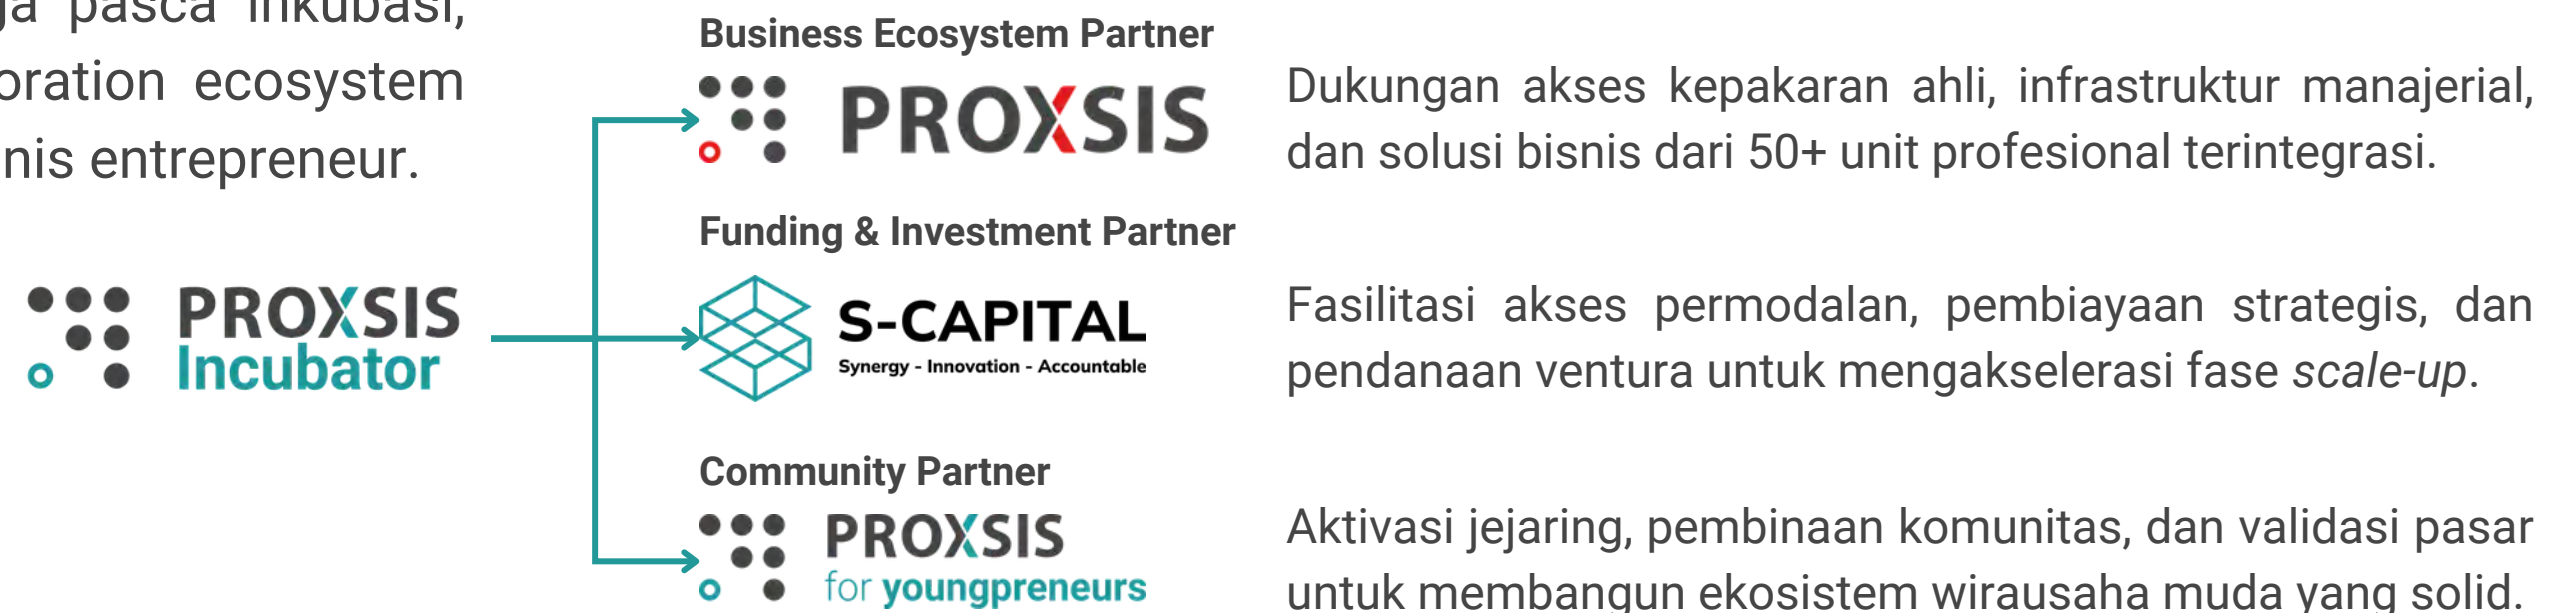 pasca inkubasi,
ecosystem
entrepreneur.
PROXSIS
Incubator
Business Ecosystem Partner
PROXSIS
Dukungan akses kepakaran ahli, infrastruktur manajerial,
dan solusi bisnis dari 50+ unit profesional terintegrasi.
Funding & Investment Partner
S-CAPITAL
Synergy - Innovation - Accountable
Fasilitasi akses permodalan, pembiayaan strategis, dan
pendanaan ventura untuk mengakselerasi fase scale-up.
Community Partner
PROXSIS
for youngpreneurs
Aktivasi jejaring, pembinaan komunitas, dan validasi pasar
untuk membangun ekosistem wirausaha muda yang solid.